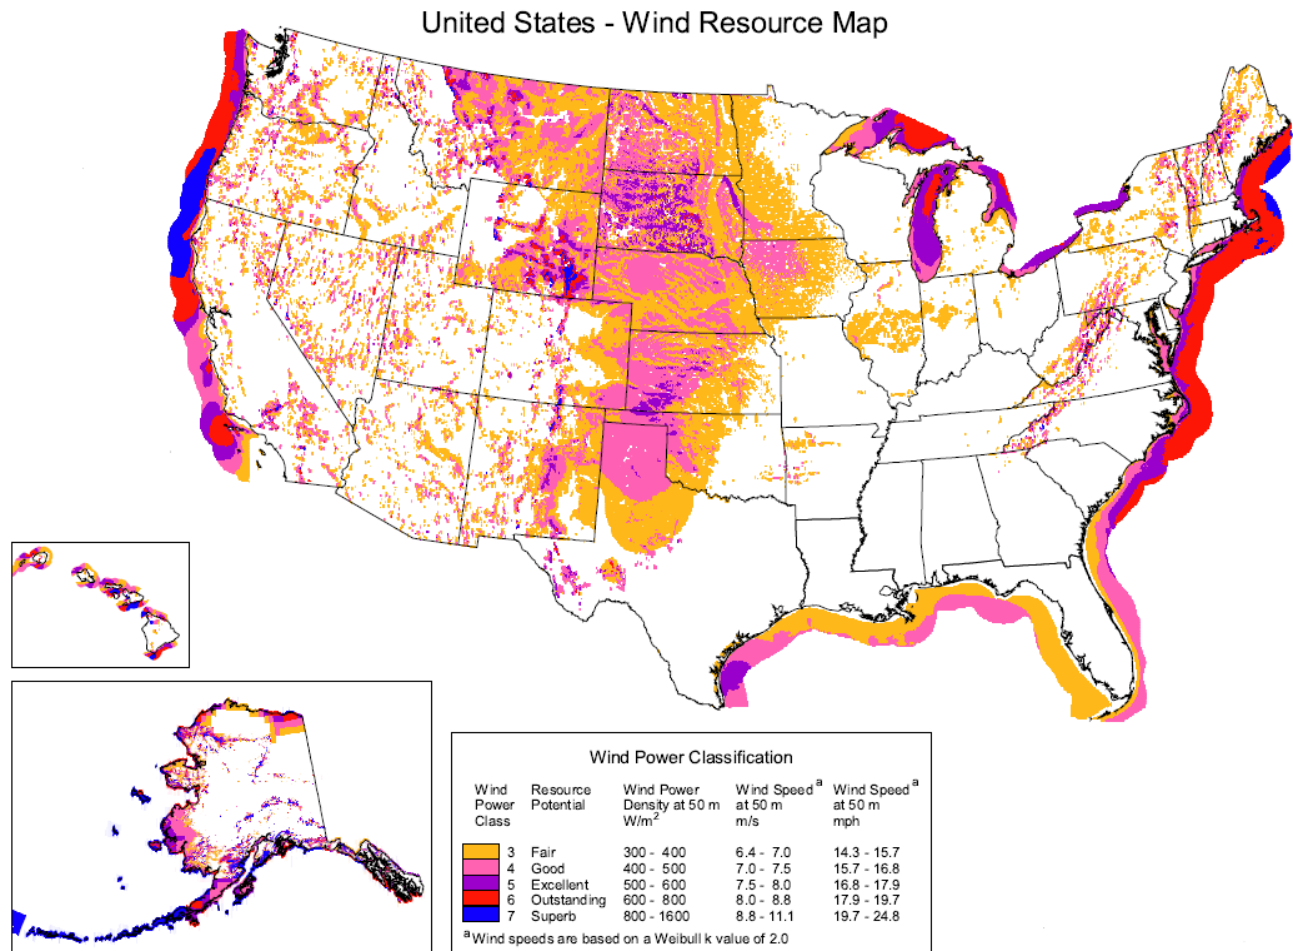 United States - Wind Resource Map
Wind Power Classification
Wind Resource Wind Power Wind Speed a Wind Speed a
Power Potential Density at 50 m at 50 m at 50 m
Class W/m2 m/s mph
3 Fair 300 - 400 6.4 - 7.0 14.3 - 15.7
4 Good 400 - 500 7.0 - 7.5 15.7 - 16.8
5 Excellent 500 - 600 7.5 - 8.0 16.8 - 17.9
6 Outstanding 600 - 800 8.0 - 8.8 17.9 - 19.7
7 Superb 800 - 1600 8.8 - 11.1 19.7 - 24.8
a Wind speeds are based on a Weibull k value of 2.0